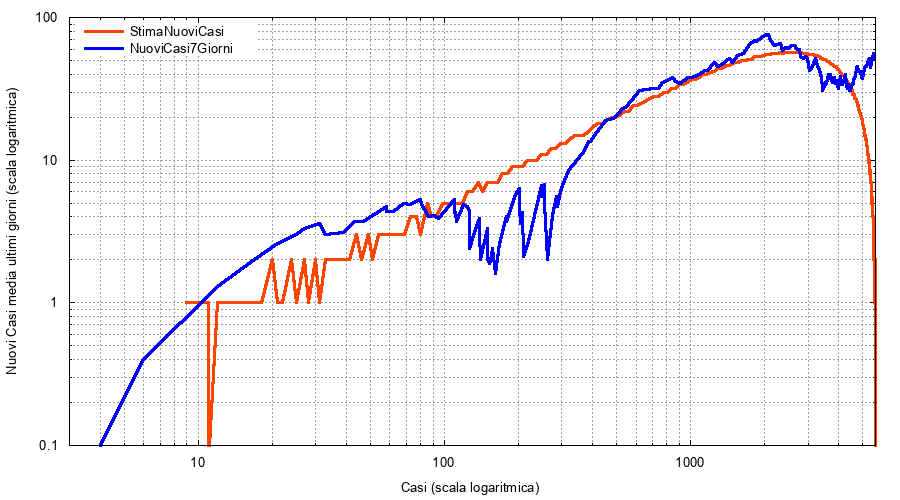 100
StimaNuoviCasi
NuoviCasi7Giorni
10
1
0.1
10
100
1000
Nuovi Casi media ultimi giorni (scala logaritmica)
Casi (scala logaritmica)